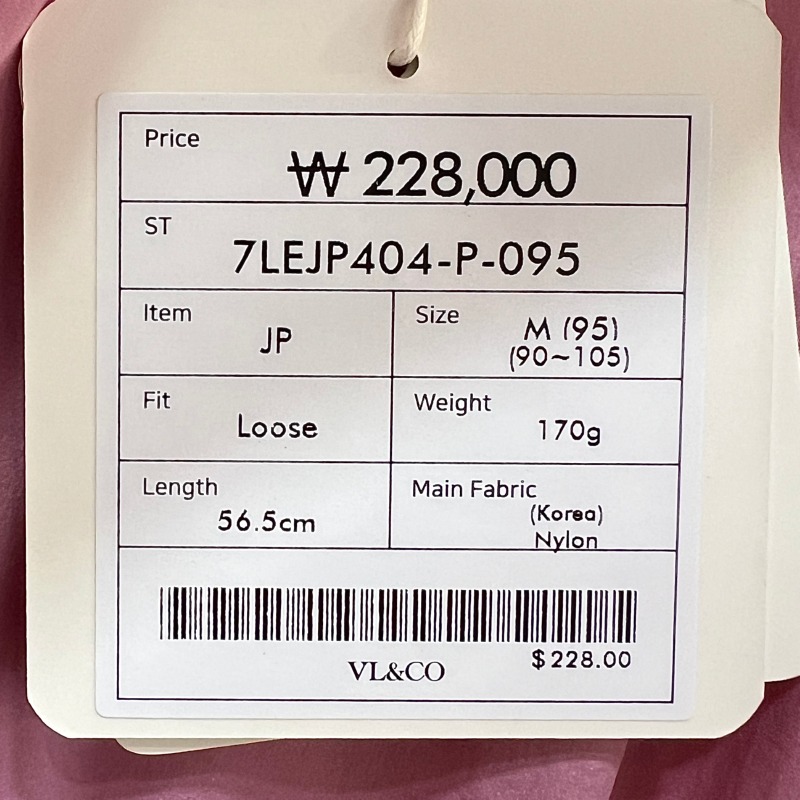 Price
₩ 228,000
ST
7LEJP404-P-095
Item
JP
Size
M (95)
(90~105)
Fit
Loose
Weight
170g
Length
56.5cm
Main Fabric
(Korea)
Nylon
$228.00
VL&CO